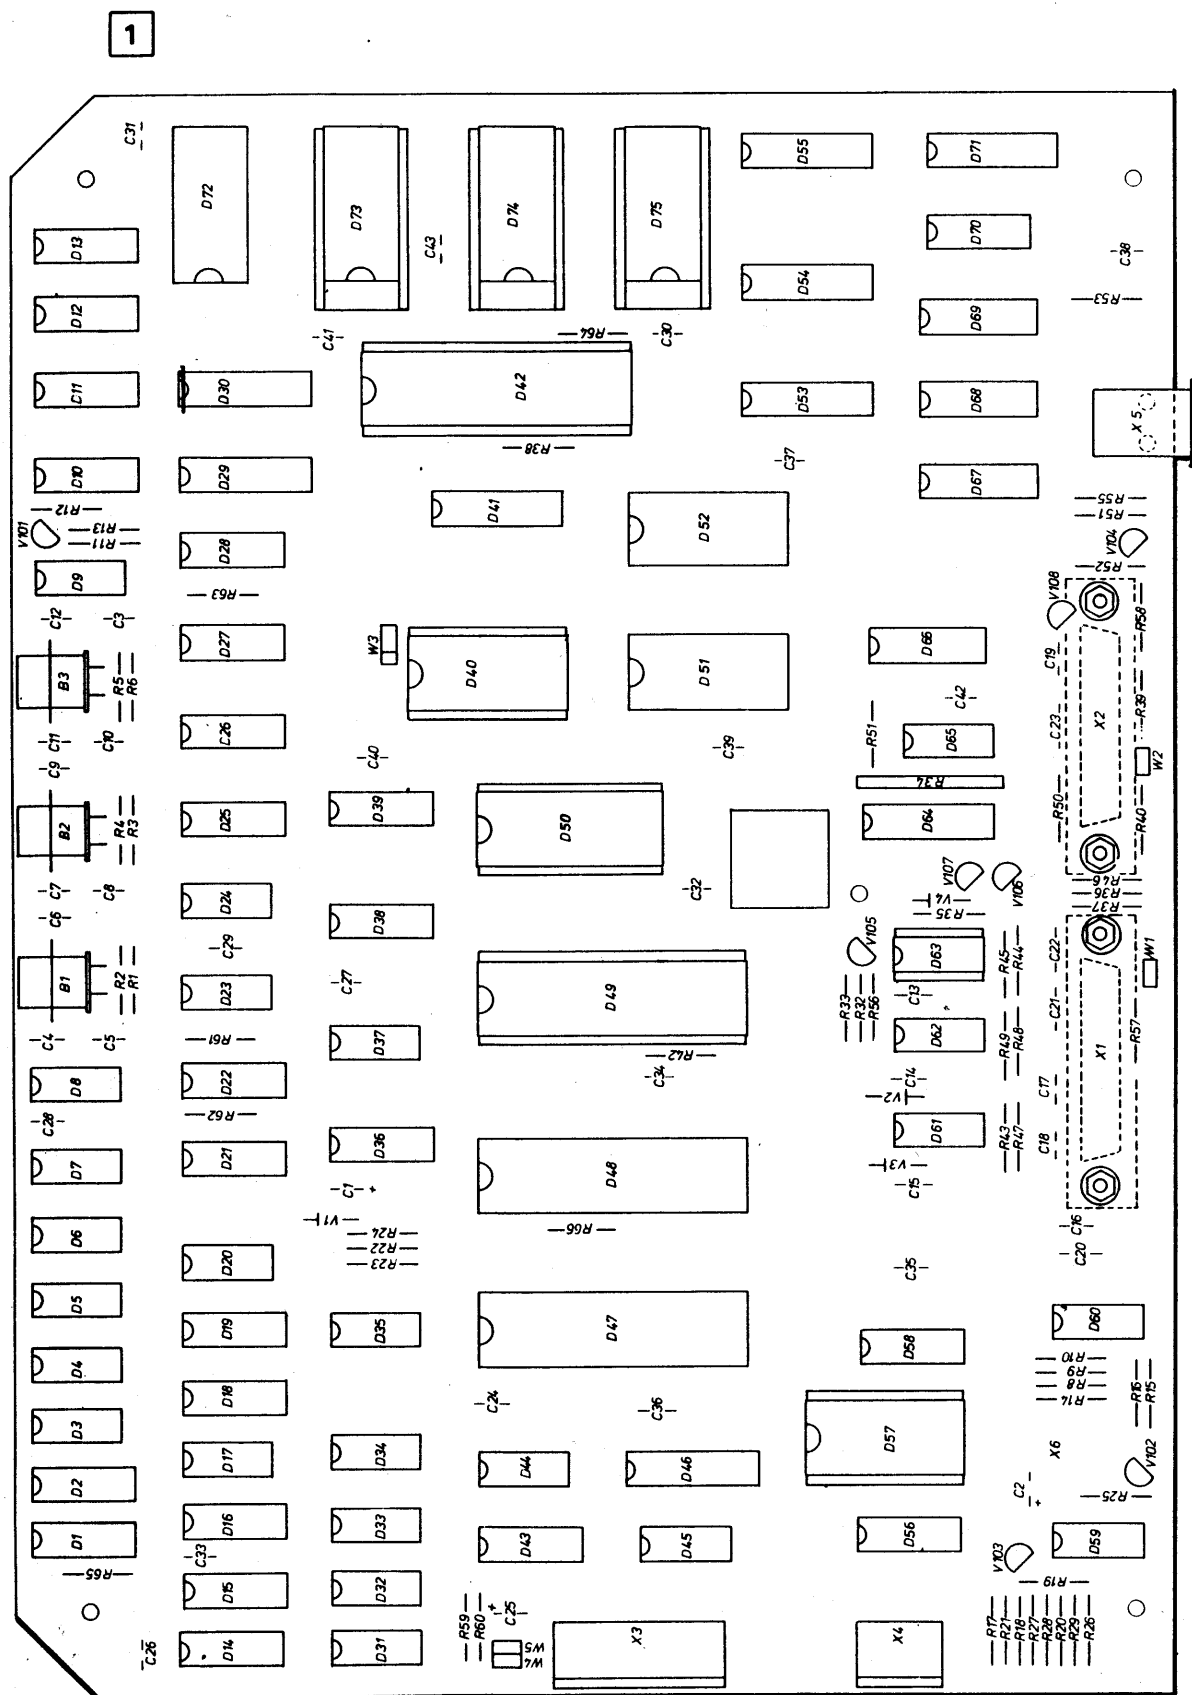 1
C31
D13
D12
C11
D10
R12
V101
R13
R11
D9
C12
C3
B3
R5
R6
C11
C10
C9
B2
R4
R3
C7
C8
C6
B1
R2
R1
C4
C5
D8
C28
D7
D6
D5
D4
D3
D2
D1
R65
C26
D72
D73
D74
D75
C43
C41
R64
C30
D30
D42
R38
D29
D28
R63
D27
C26
D25
D24
C29
D23
R61
D22
R62
D21
D20
D19
D18
D17
D16
C33
D15
D14
D41
D52
W3
D40
D51
C40
C39
D39
D50
C32
D38
C27
D49
D37
R42
C34
D36
C1
+
V1
R24
R22
R23
D48
R66
D35
D47
C24
C36
D34
D44
D46
D33
D43
D45
D32
D31
R59
R60
+
C25
W5
W4
X3
D55
D71
D70
D54
C38
R53
D69
D53
D68
X5
C37
D67
R55
R51
V104
R52
V108
D66
C19
R58
C42
R51
D65
C23
X2
R39
W2
R34
D64
R50
R40
V107
V106
V4
R35
R46
R36
R37
V105
D63
R45
R44
C22
W1
R33
R32
R56
C13
C21
D62
R49
R48
X1
R57
C14
V2
C17
D61
R43
R47
C18
V3
C15
C16
C20
C35
D58
D60
R10
R9
R8
R14
R16
R15
D57
X6
V102
C2
+
R25
D56
D59
V103
R19
X4
R17
R21
R18
R27
R28
R20
R29
R26